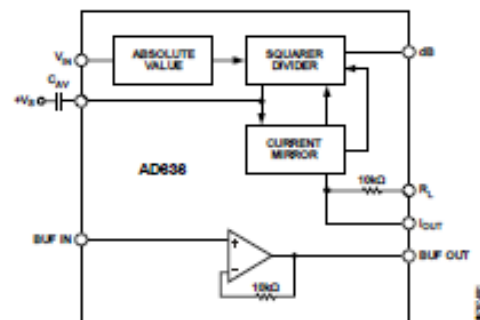 V_IN
ABSOLUTE VALUE
SQUARER DIVIDER
dB
C_AV
+V_S
CURRENT MIRROR
AD636
10kΩ
R_L
I_OUT
BUF IN
+
BUF OUT
−
10kΩ